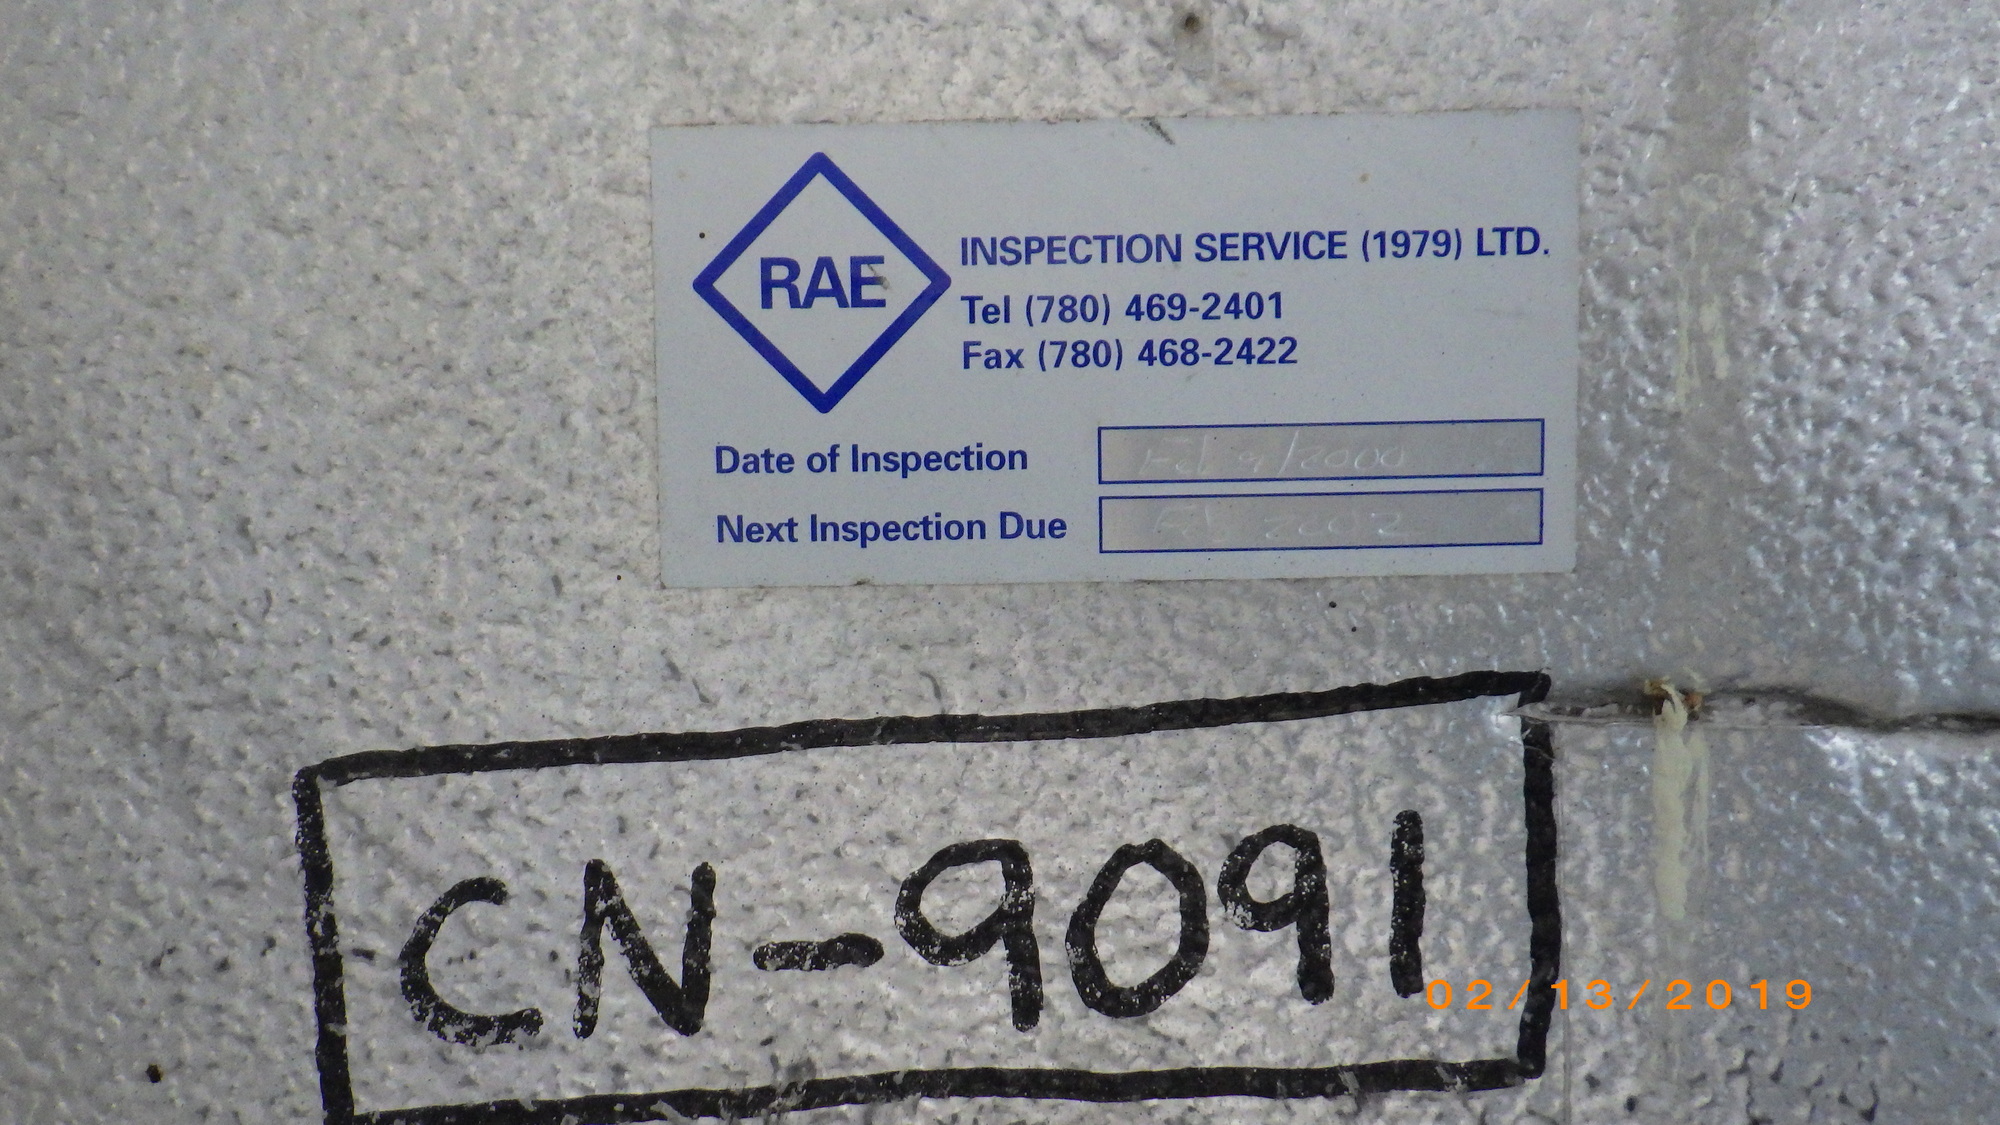 RAE
INSPECTION SERVICE (1979) LTD.
Tel (780) 469-2401
Fax (780) 468-2422
Date of Inspection /2000
Next Inspection Due
CN-9091
02/13/2019